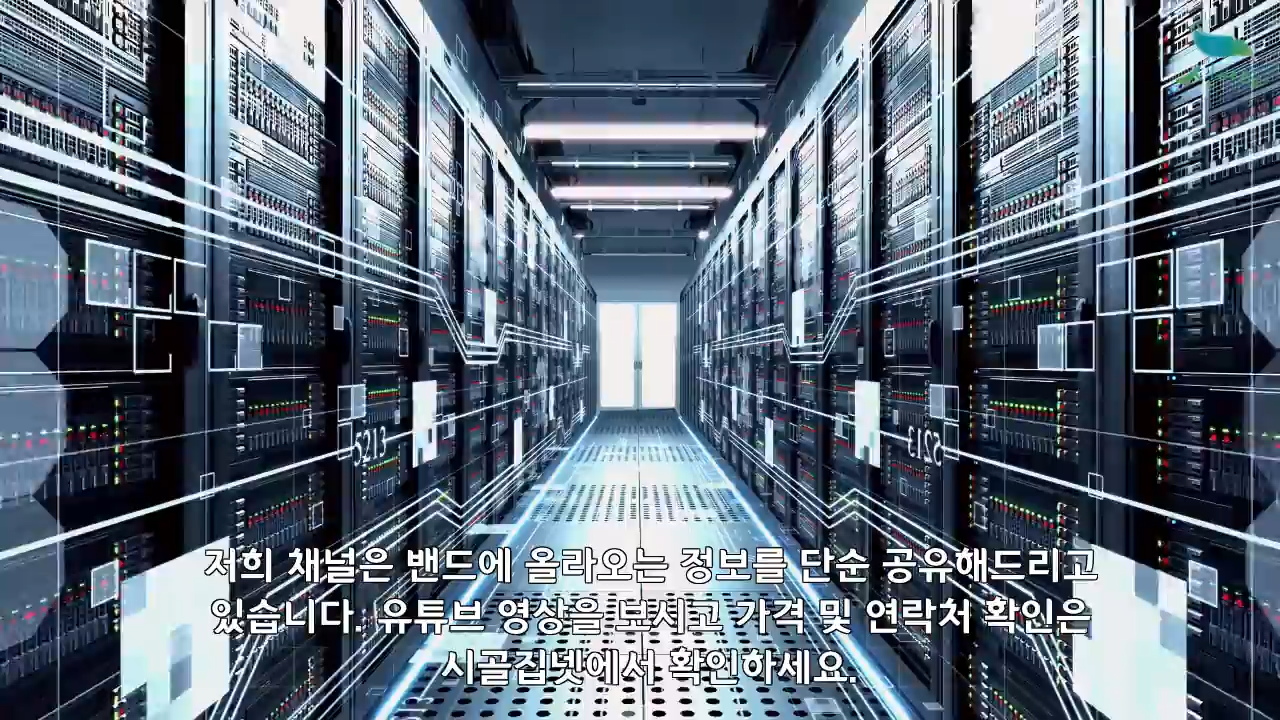 5213
5213
저희 채널은 밴드에 올라오는 정보를 단순 공유해드리고
있습니다. 유튜브 영상을 보시고 가격 및 연락처 확인은
시골집넷에서 확인하세요.